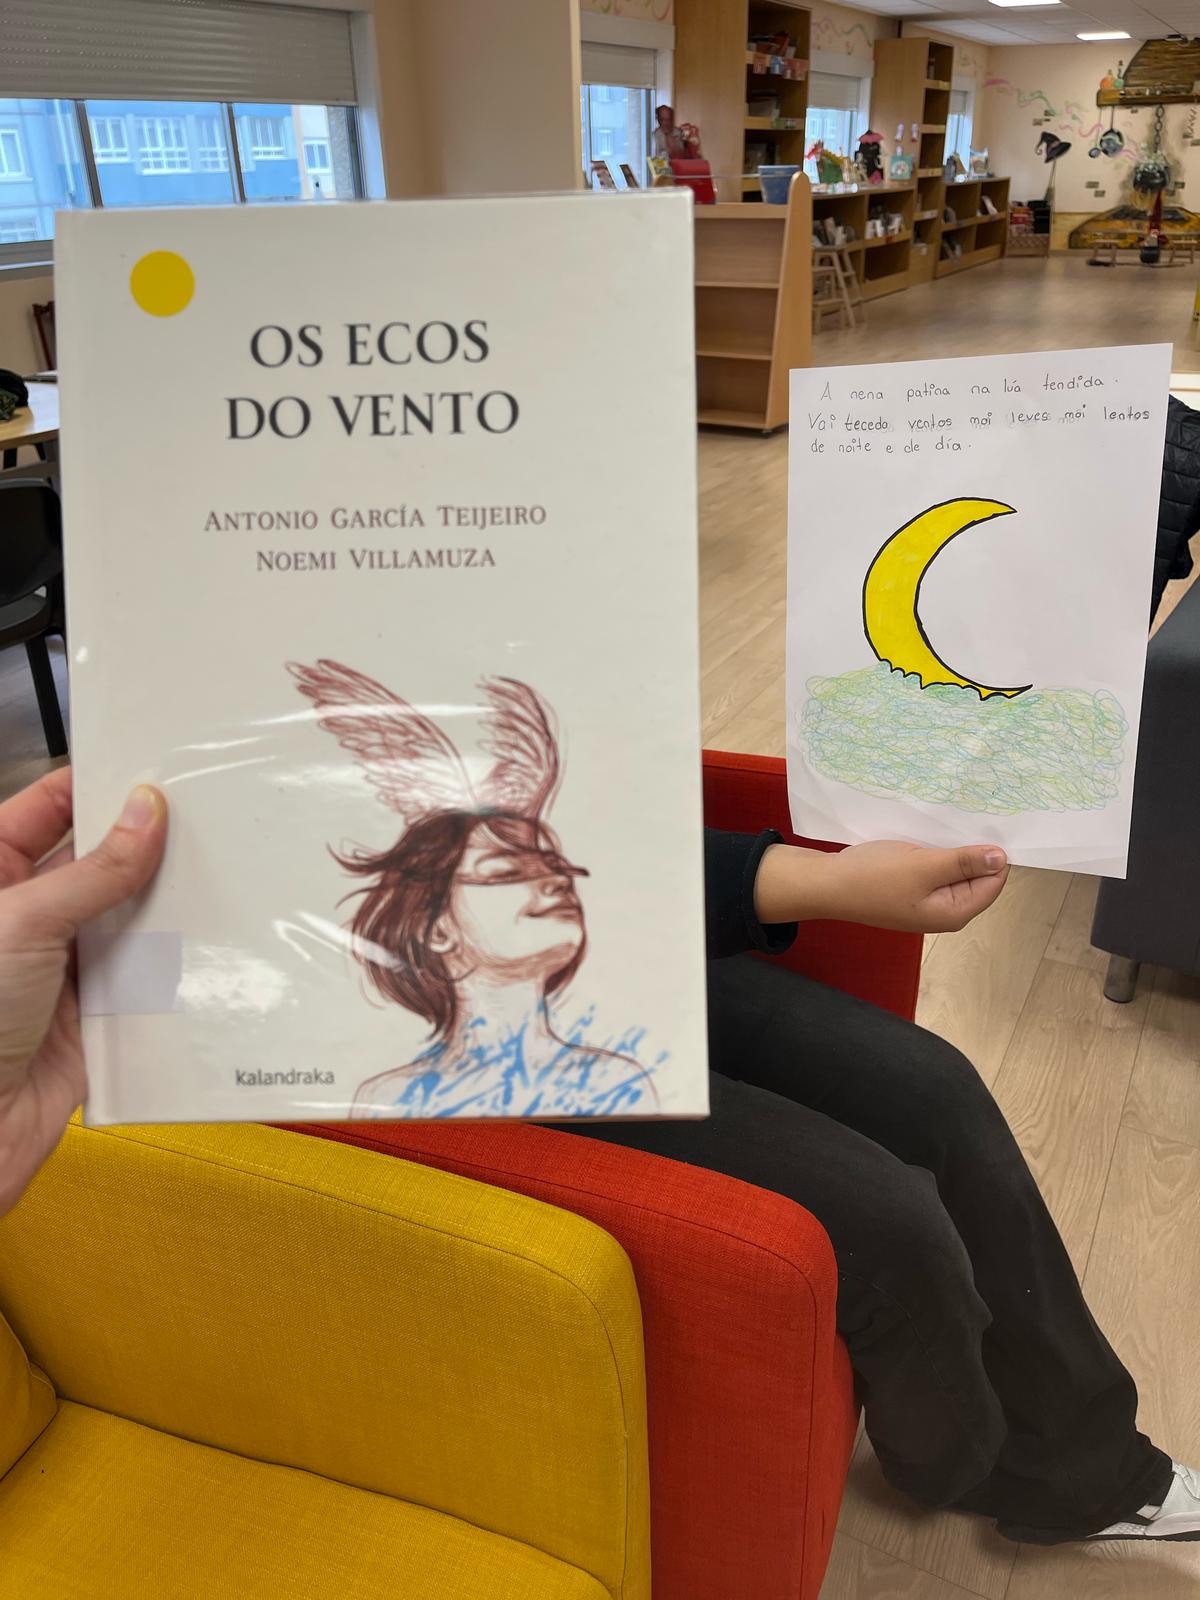 OS ECOS
DO VENTO
ANTONIO GARCÍA TEIJEIRO
NOEMI VILLAMUZA
kalandraka
A nena patina na lúa tendida.
Vai tecedo ventos moi leves moi lentos
de noite e de día.